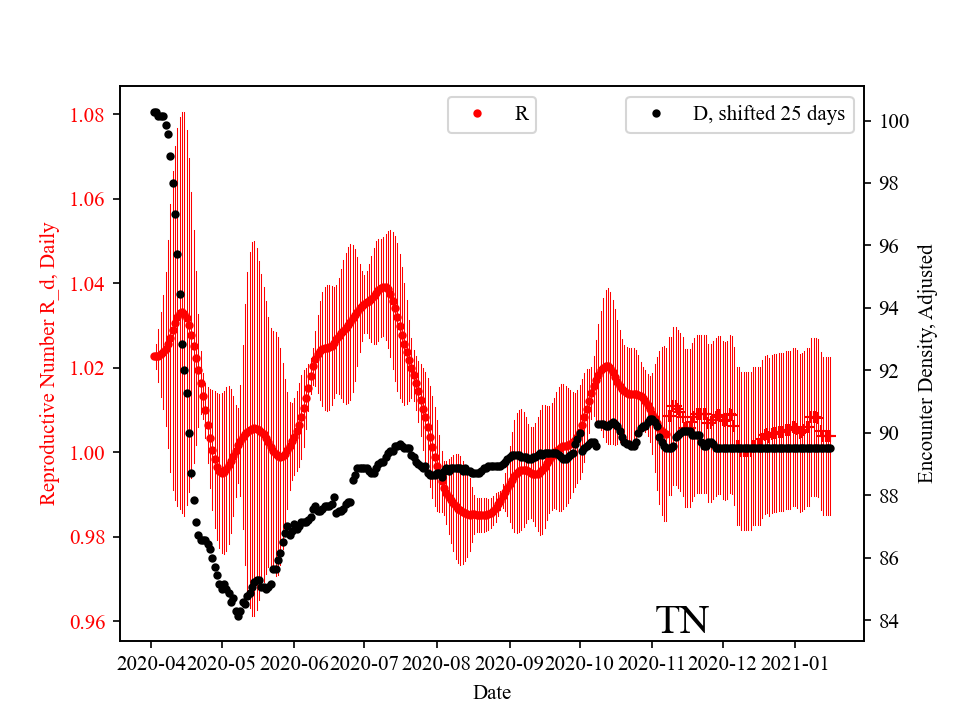 R
D, shifted 25 days
1.08
1.06
1.04
1.02
1.00
0.98
0.96
Reproductive Number R_d, Daily
100
98
96
94
92
90
88
86
84
Encounter Density, Adjusted
TN
2020-04 2020-05 2020-06 2020-07 2020-08 2020-09 2020-10 2020-11 2020-12 2021-01
Date